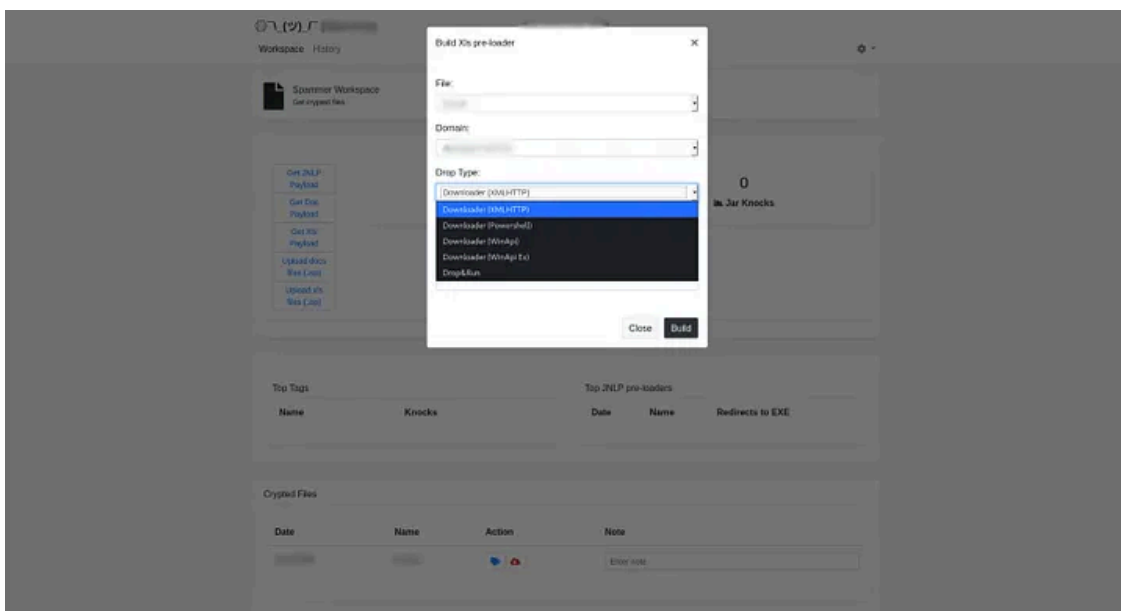 Workspace History
Build Xls pre-loader ×
Spammer Workspace
Get crypted files
File:
Domain:
Drop Type:
Downloader (XMLHTTP)
Downloader (XMLHTTP)
Downloader (Powershell)
Downloader (WinApi)
Downloader (WinApi Ex)
Drop&Run
Close Build
Get JNLP
Payload
Get Doc
Payload
Get Xls
Payload
Upload docs
files (.zip)
Upload xls
files (.zip)
0
Jar Knocks
Top Tags
Name Knocks
Top JNLP pre-loaders
Date Name Redirects to EXE
Crypted Files
Date Name Action Note
Enter note